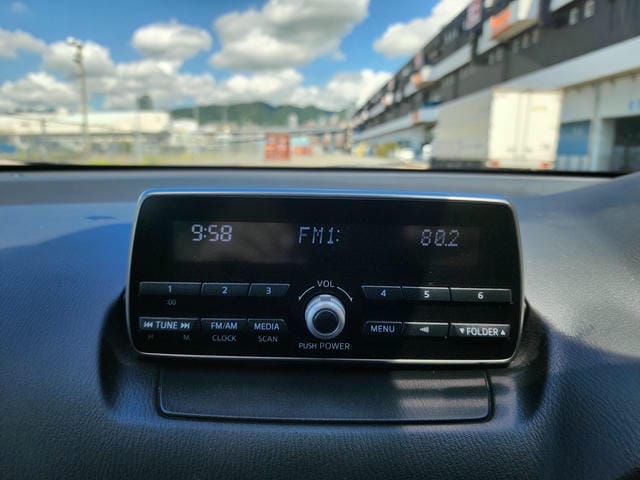 9:58 FM1: 80.2
VOL
1 2 3 4 5 6
:00
⏮ TUNE ⏭ FM/AM MEDIA MENU ◀ ▼ FOLDER ▲
H M CLOCK SCAN PUSH POWER